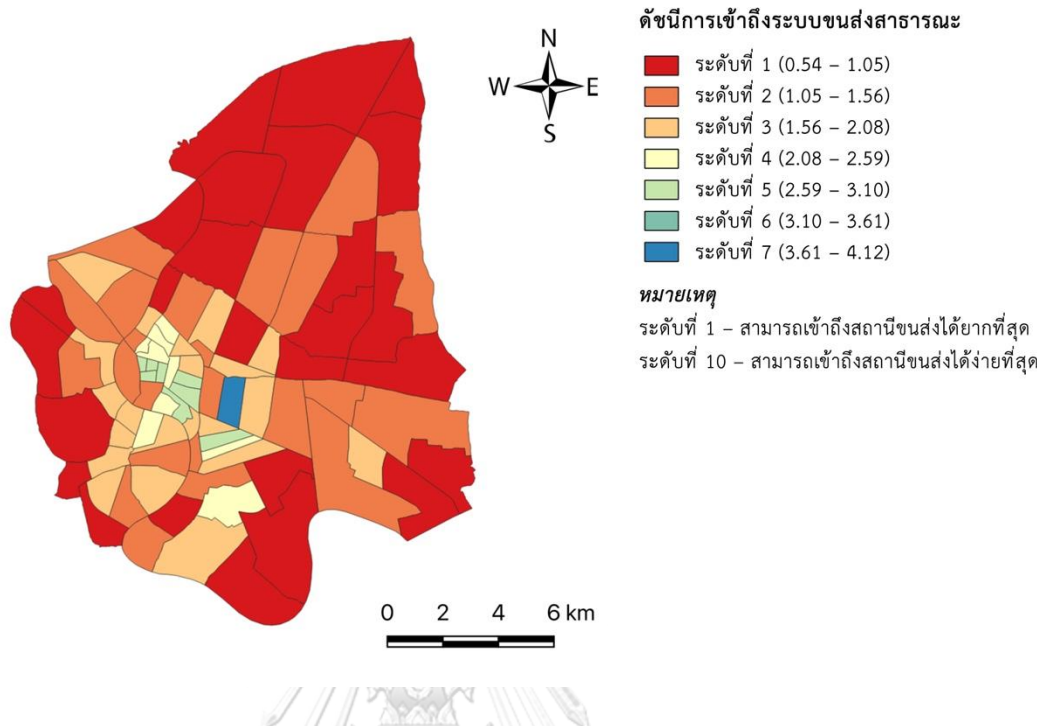 ดัชนีการเข้าถึงระบบขนส่งสาธารณะ
N
W E
S
ระดับที่ 1 (0.54 – 1.05)
ระดับที่ 2 (1.05 – 1.56)
ระดับที่ 3 (1.56 – 2.08)
ระดับที่ 4 (2.08 – 2.59)
ระดับที่ 5 (2.59 – 3.10)
ระดับที่ 6 (3.10 – 3.61)
ระดับที่ 7 (3.61 – 4.12)
หมายเหตุ
ระดับที่ 1 – สามารถเข้าถึงสถานีขนส่งได้ยากที่สุด
ระดับที่ 10 – สามารถเข้าถึงสถานีขนส่งได้ง่ายที่สุด
0 2 4 6 km